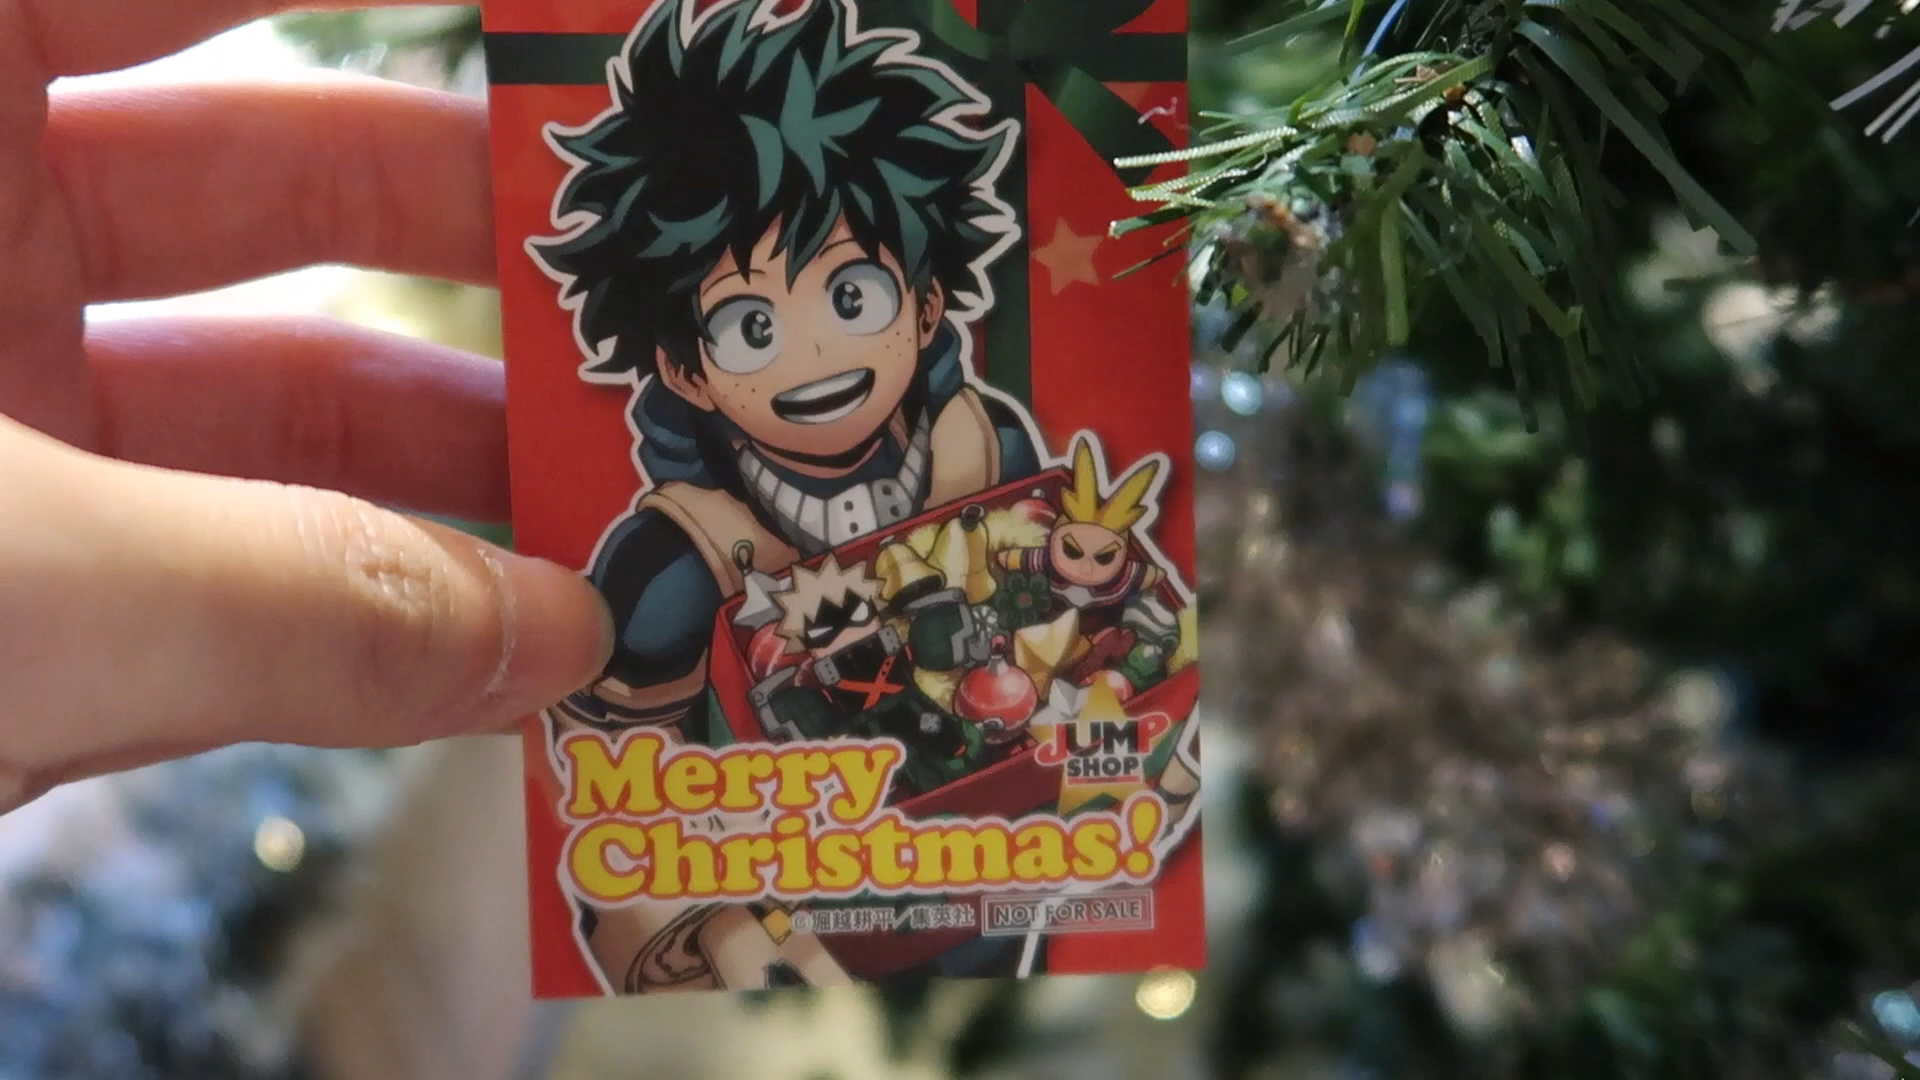 JUMP
SHOP
Merry
Christmas!
©堀越耕平／集英社
NOT FOR SALE